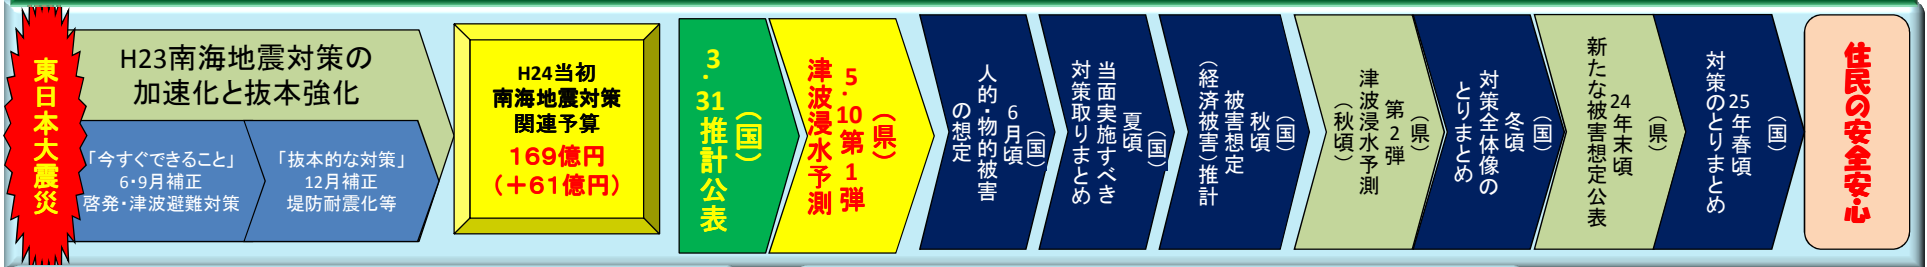 東日本大震災
H23南海地震対策の
加速化と抜本強化
「今すぐできること」
6・9月補正
啓発・津波避難対策
「抜本的な対策」
12月補正
堤防耐震化等
H24当初
南海地震対策
関連予算
169億円
（＋61億円）
（国）
3・31推計公表
（県）
5・10第1弾
津波浸水予測
（国）
6月頃
人的・物的被害
の想定
（国）
夏頃
当面実施すべき
対策取りまとめ
（国）
秋頃
被害想定
（経済被害）推計
（県）
第2弾
津波浸水予測
（秋頃）
（国）
冬頃
対策全体像の
とりまとめ
（県）
24年末頃
新たな被害想定公表
（国）
25年春頃
対策のとりまとめ
住民の安全安心